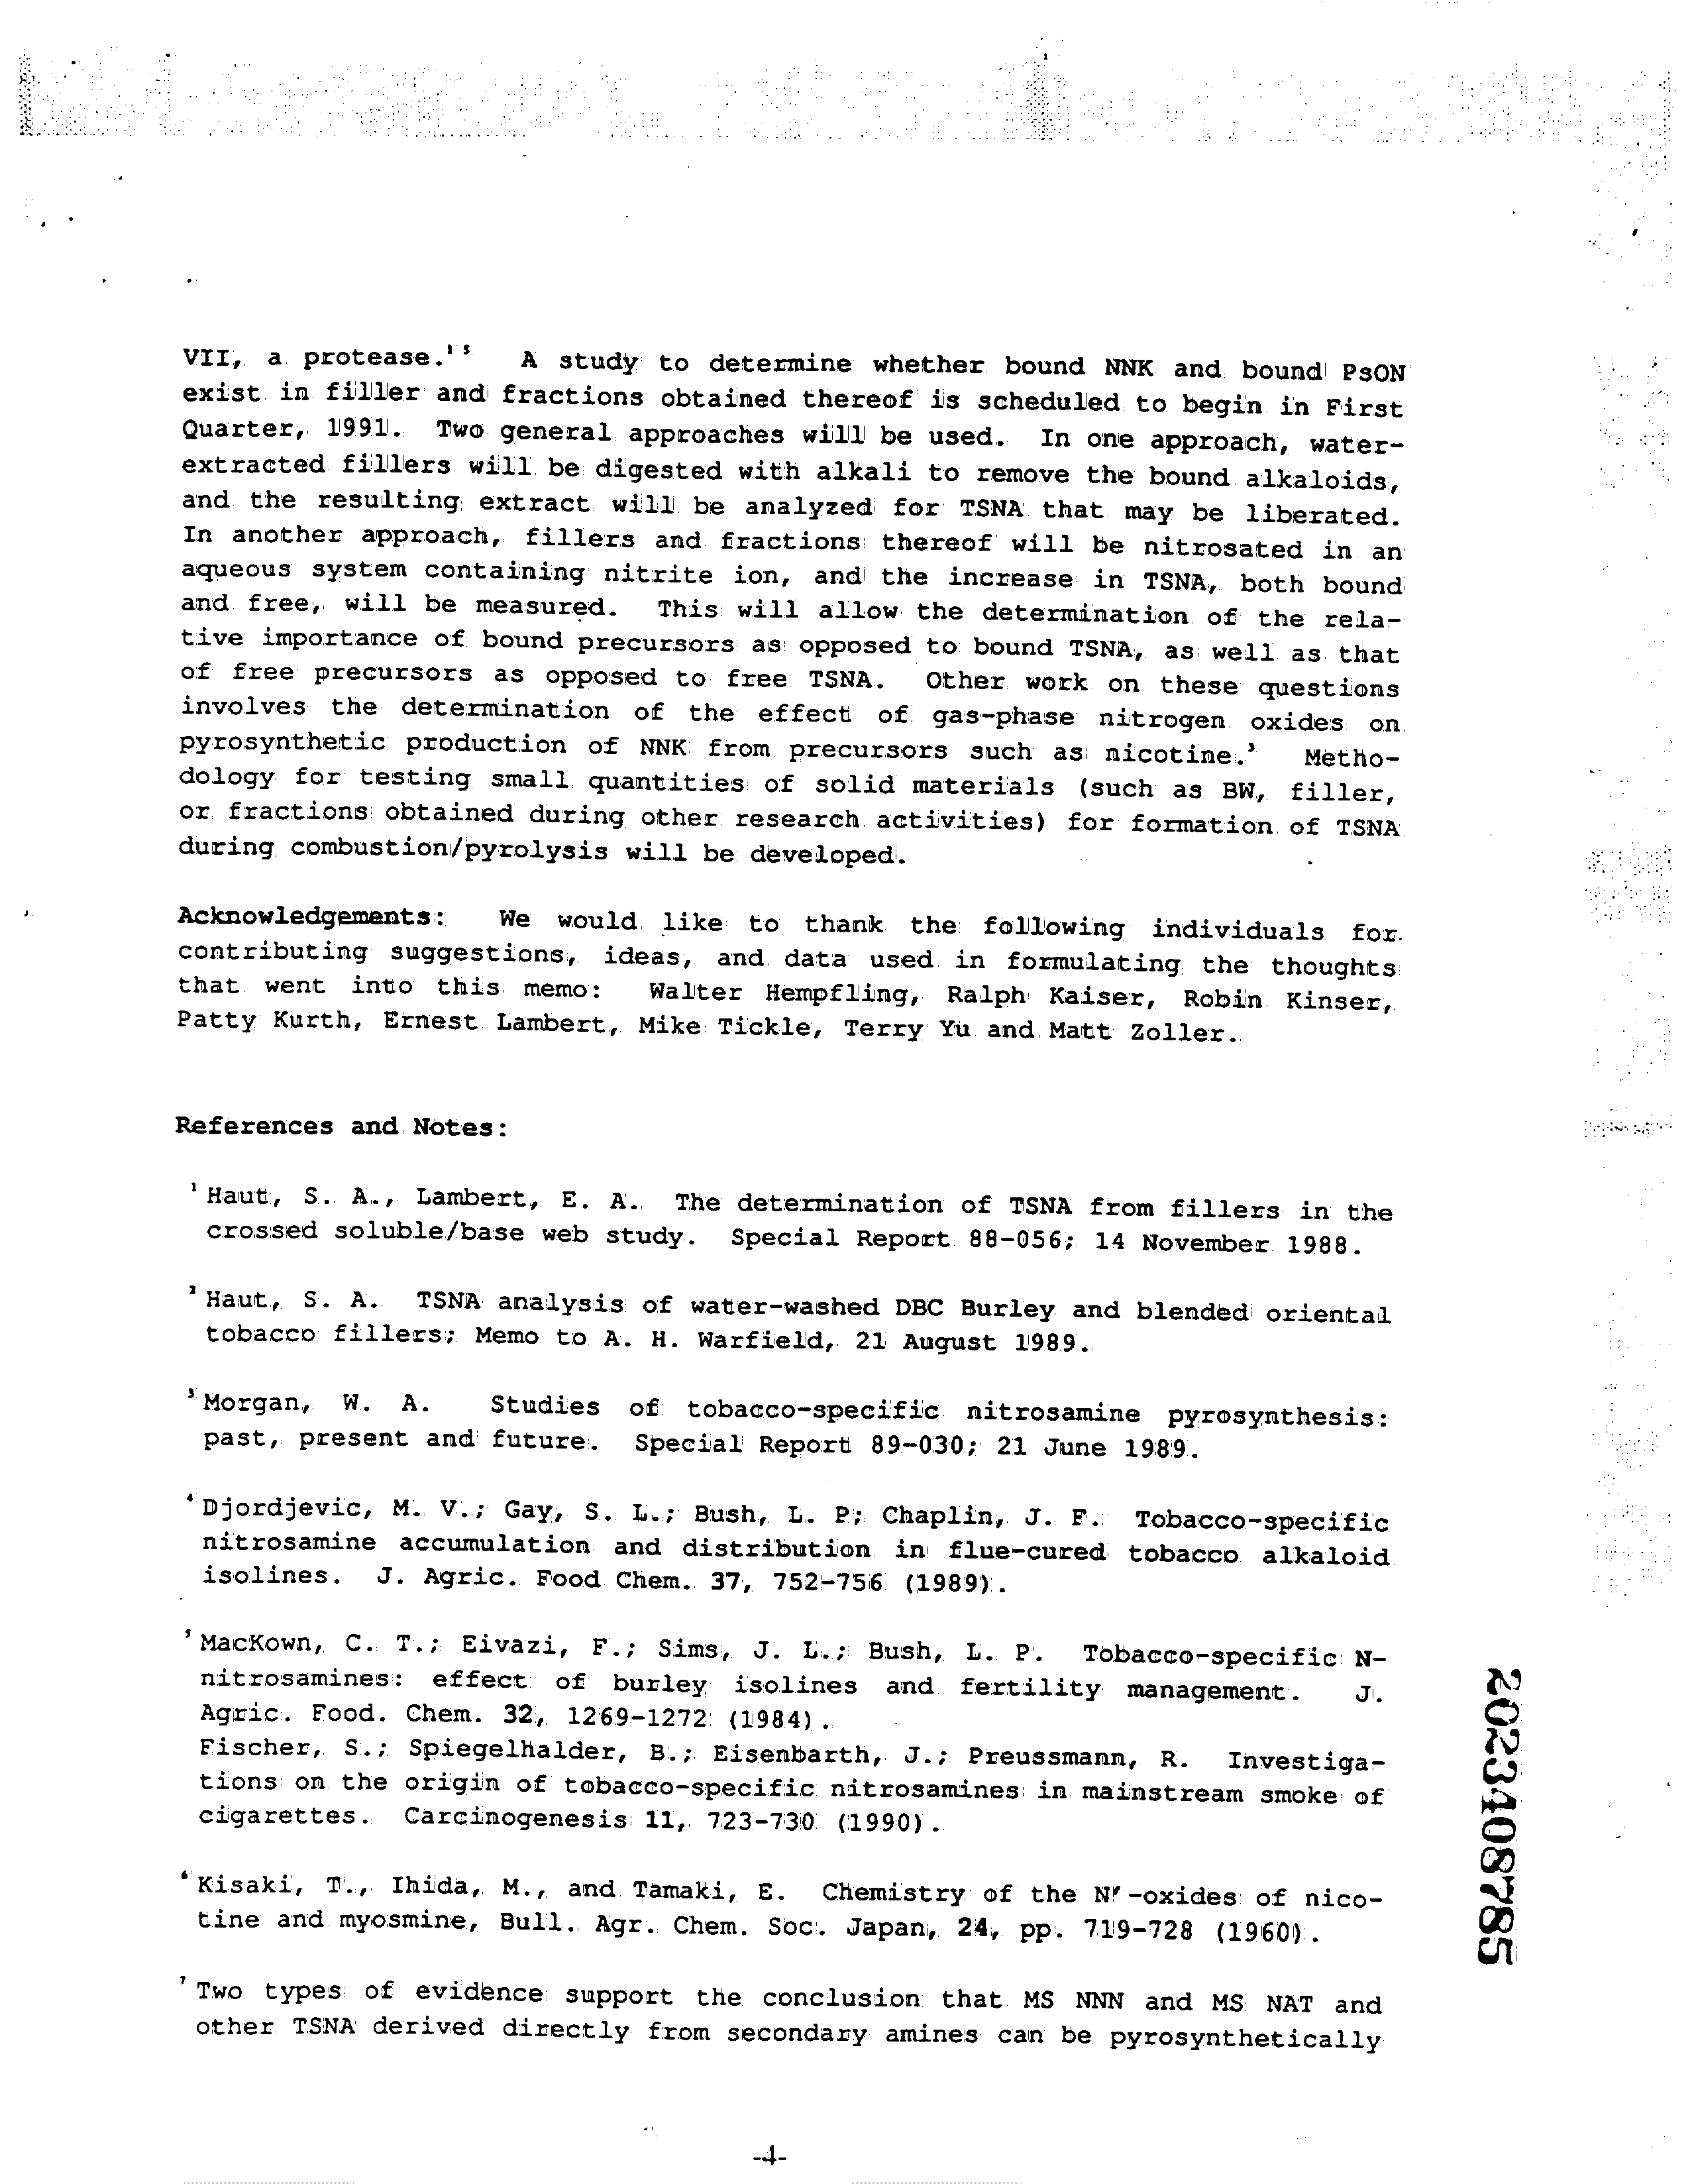 VII, a protease.¹⁵ A study to determine whether bound NNK and bound PsON
exist in filler and fractions obtained thereof is scheduled to begin in First
Quarter, 1991. Two general approaches will be used. In one approach, water-
extracted fillers will be digested with alkali to remove the bound alkaloids,
and the resulting extract will be analyzed for TSNA that may be liberated.
In another approach, fillers and fractions thereof will be nitrosated in an
aqueous system containing nitrite ion, and the increase in TSNA, both bound
and free, will be measured. This will allow the determination of the rela-
tive importance of bound precursors as opposed to bound TSNA, as well as that
of free precursors as opposed to free TSNA. Other work on these questions
involves the determination of the effect of gas-phase nitrogen oxides on
pyrosynthetic production of NNK from precursors such as nicotine.³ Metho-
dology for testing small quantities of solid materials (such as BW, filler,
or fractions obtained during other research activities) for formation of TSNA
during combustion/pyrolysis will be developed.
Acknowledgements: We would like to thank the following individuals for
contributing suggestions, ideas, and data used in formulating the thoughts
that went into this memo: Walter Hempfling, Ralph Kaiser, Robin Kinser,
Patty Kurth, Ernest Lambert, Mike Tickle, Terry Yu and Matt Zoller.
References and Notes:
¹ Haut, S. A., Lambert, E. A. The determination of TSNA from fillers in the
crossed soluble/base web study. Special Report 88-056; 14 November 1988.
² Haut, S. A. TSNA analysis of water-washed DBC Burley and blended oriental
tobacco fillers; Memo to A. H. Warfield, 21 August 1989.
³ Morgan, W. A. Studies of tobacco-specific nitrosamine pyrosynthesis:
past, present and future. Special Report 89-030; 21 June 1989.
⁴ Djordjevic, M. V.; Gay, S. L.; Bush, L. P; Chaplin, J. F. Tobacco-specific
nitrosamine accumulation and distribution in flue-cured tobacco alkaloid
isolines. J. Agric. Food Chem. 37, 752-756 (1989).
⁵ MacKown, C. T.; Eivazi, F.; Sims, J. L.; Bush, L. P. Tobacco-specific N-
nitrosamines: effect of burley isolines and fertility management. J.
Agric. Food. Chem. 32, 1269-1272 (1984).
Fischer, S.; Spiegelhalder, B.; Eisenbarth, J.; Preussmann, R. Investiga-
tions on the origin of tobacco-specific nitrosamines in mainstream smoke of
cigarettes. Carcinogenesis 11, 723-730 (1990).
⁶ Kisaki, T., Ihida, M., and Tamaki, E. Chemistry of the N'-oxides of nico-
tine and myosmine, Bull. Agr. Chem. Soc. Japan, 24, pp. 719-728 (1960).
⁷ Two types of evidence support the conclusion that MS NNN and MS NAT and
other TSNA derived directly from secondary amines can be pyrosynthetically
-4-
2023408785